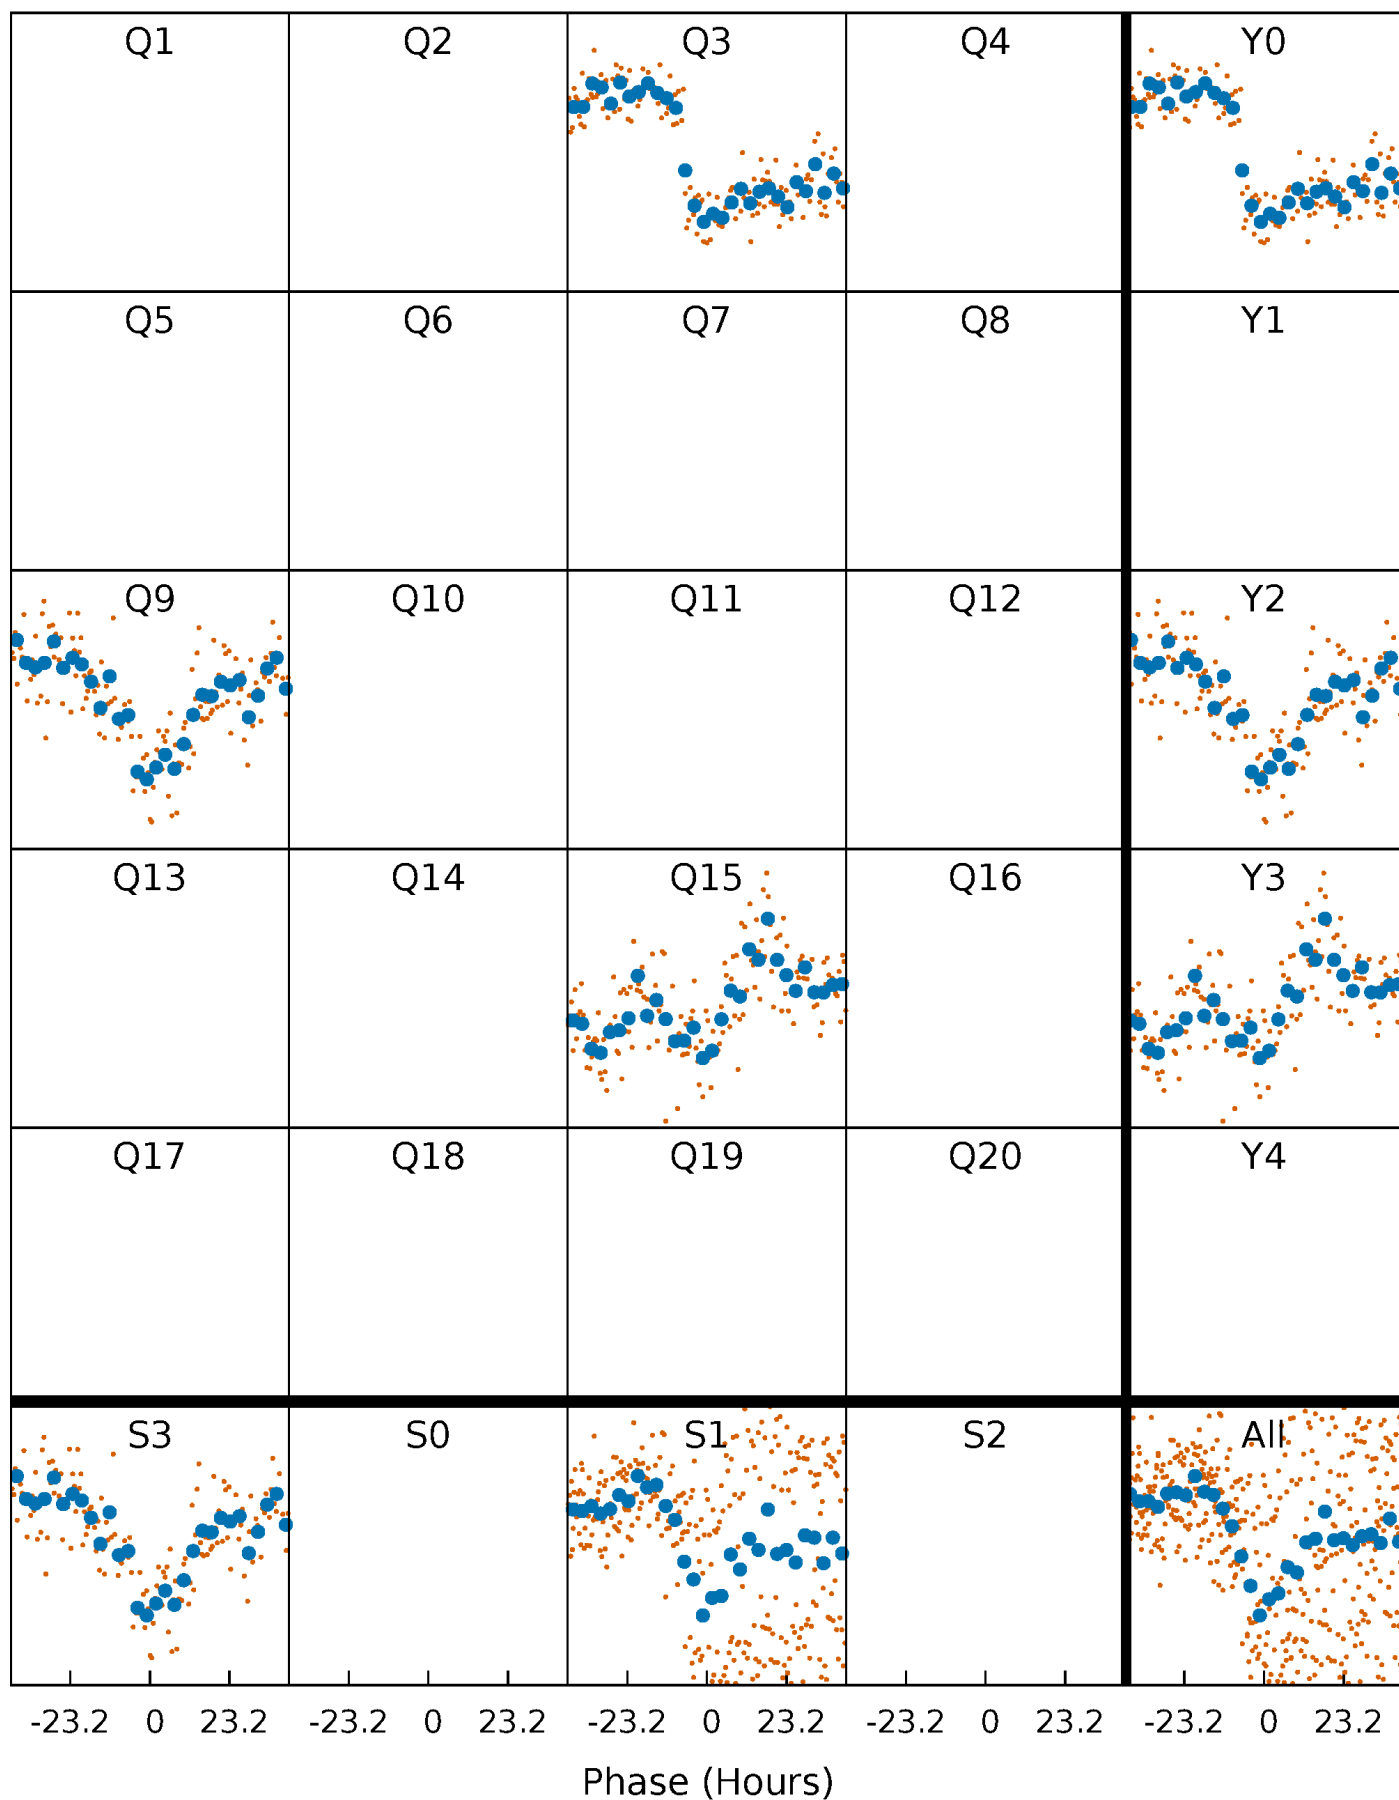 Q1 Q2 Q3 Q4 Y0
Q5 Q6 Q7 Q8 Y1
Q9 Q10 Q11 Q12 Y2
Q13 Q14 Q15 Q16 Y3
Q17 Q18 Q19 Q20 Y4
S3 S0 S1 S2 All
-23.2 0 23.2 -23.2 0 23.2 -23.2 0 23.2 -23.2 0 23.2 -23.2 0 23.2
Phase (Hours)